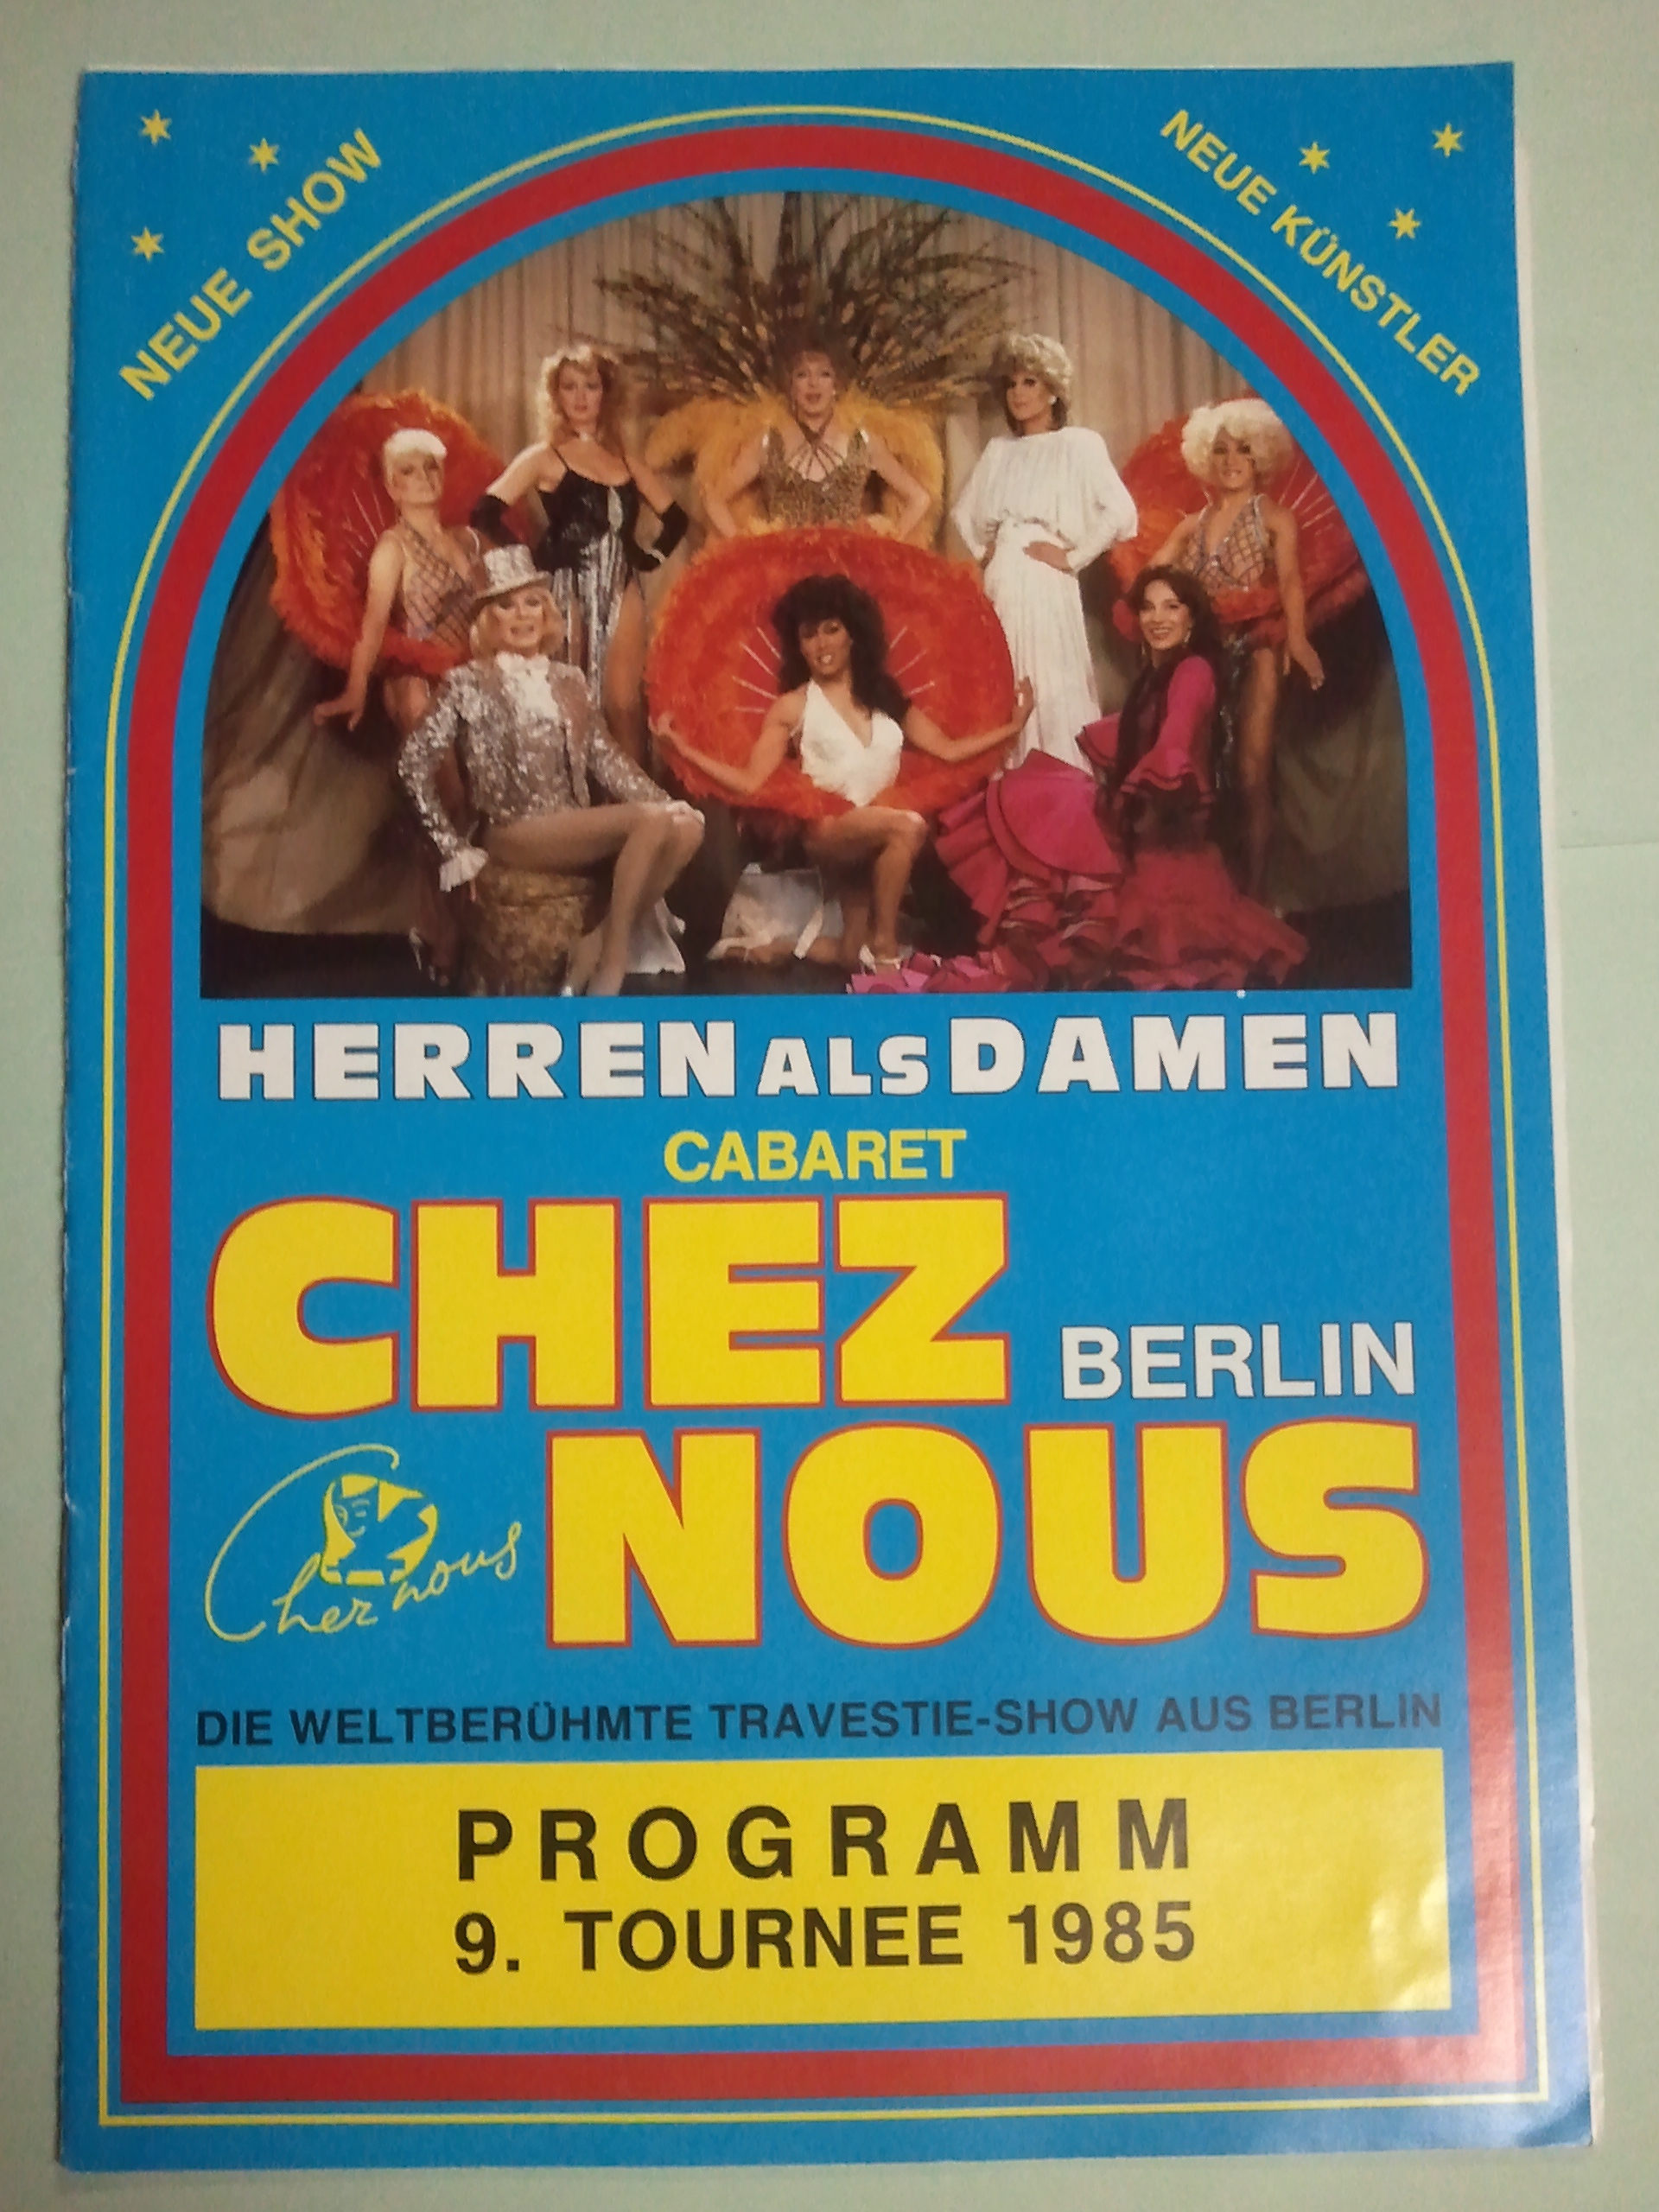 NEUE SHOW
NEUE KÜNSTLER
HERREN ALS DAMEN
CABARET
CHEZ
BERLIN
NOUS
Chez nous
DIE WELTBERÜHMTE TRAVESTIE-SHOW AUS BERLIN
PROGRAMM
9. TOURNEE 1985